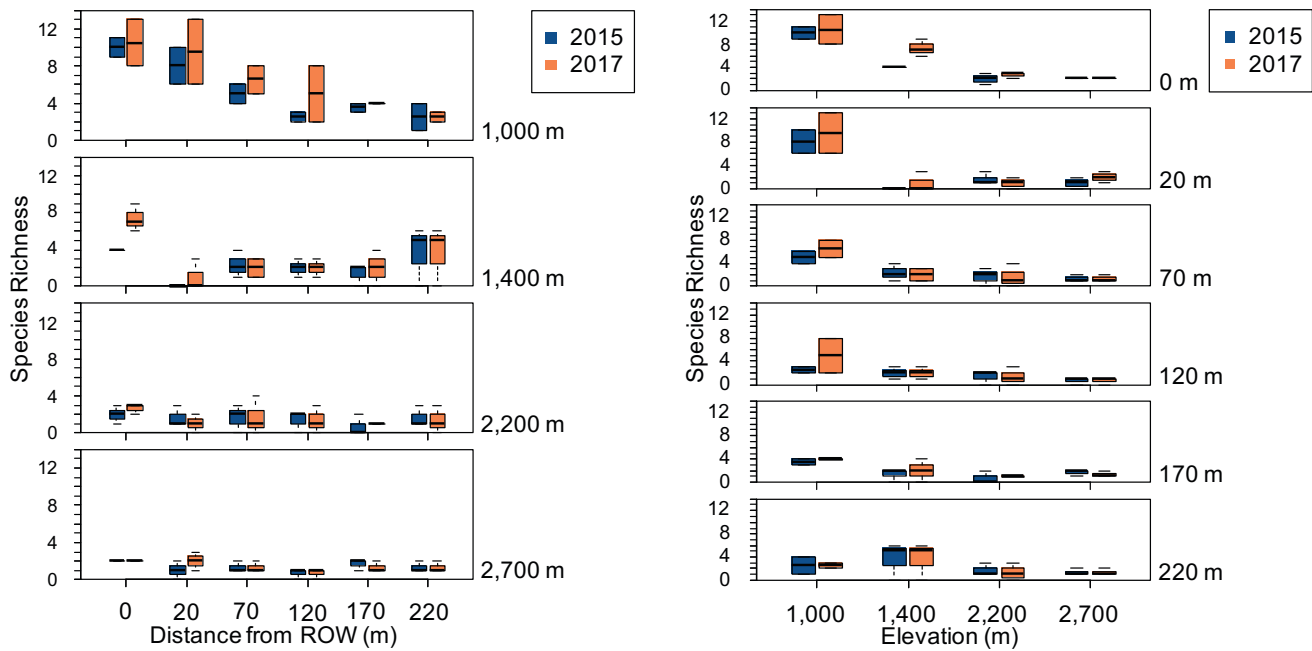 2015
2017
12
8
4
0
1,000 m
12
8
4
0
1,400 m
12
8
4
0
2,200 m
12
8
4
0
2,700 m
0 20 70 120 170 220
Distance from ROW (m)
Species Richness
2015
2017
12
8
4
0
0 m
12
8
4
0
20 m
12
8
4
0
70 m
12
8
4
0
120 m
12
8
4
0
170 m
12
8
4
0
220 m
1,000 1,400 2,200 2,700
Elevation (m)
Species Richness